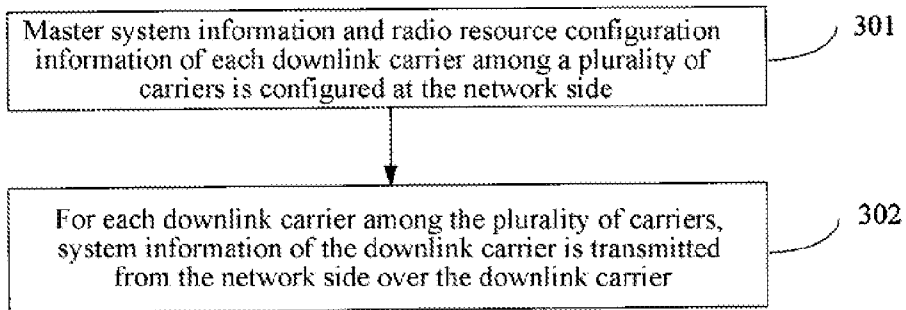 Master system information and radio resource configuration 301
information of each downlink carrier among a plurality of
carriers is configured at the network side
For each downlink carrier among the plurality of carriers, 302
system information of the downlink carrier is transmitted
from the network side over the downlink carrier